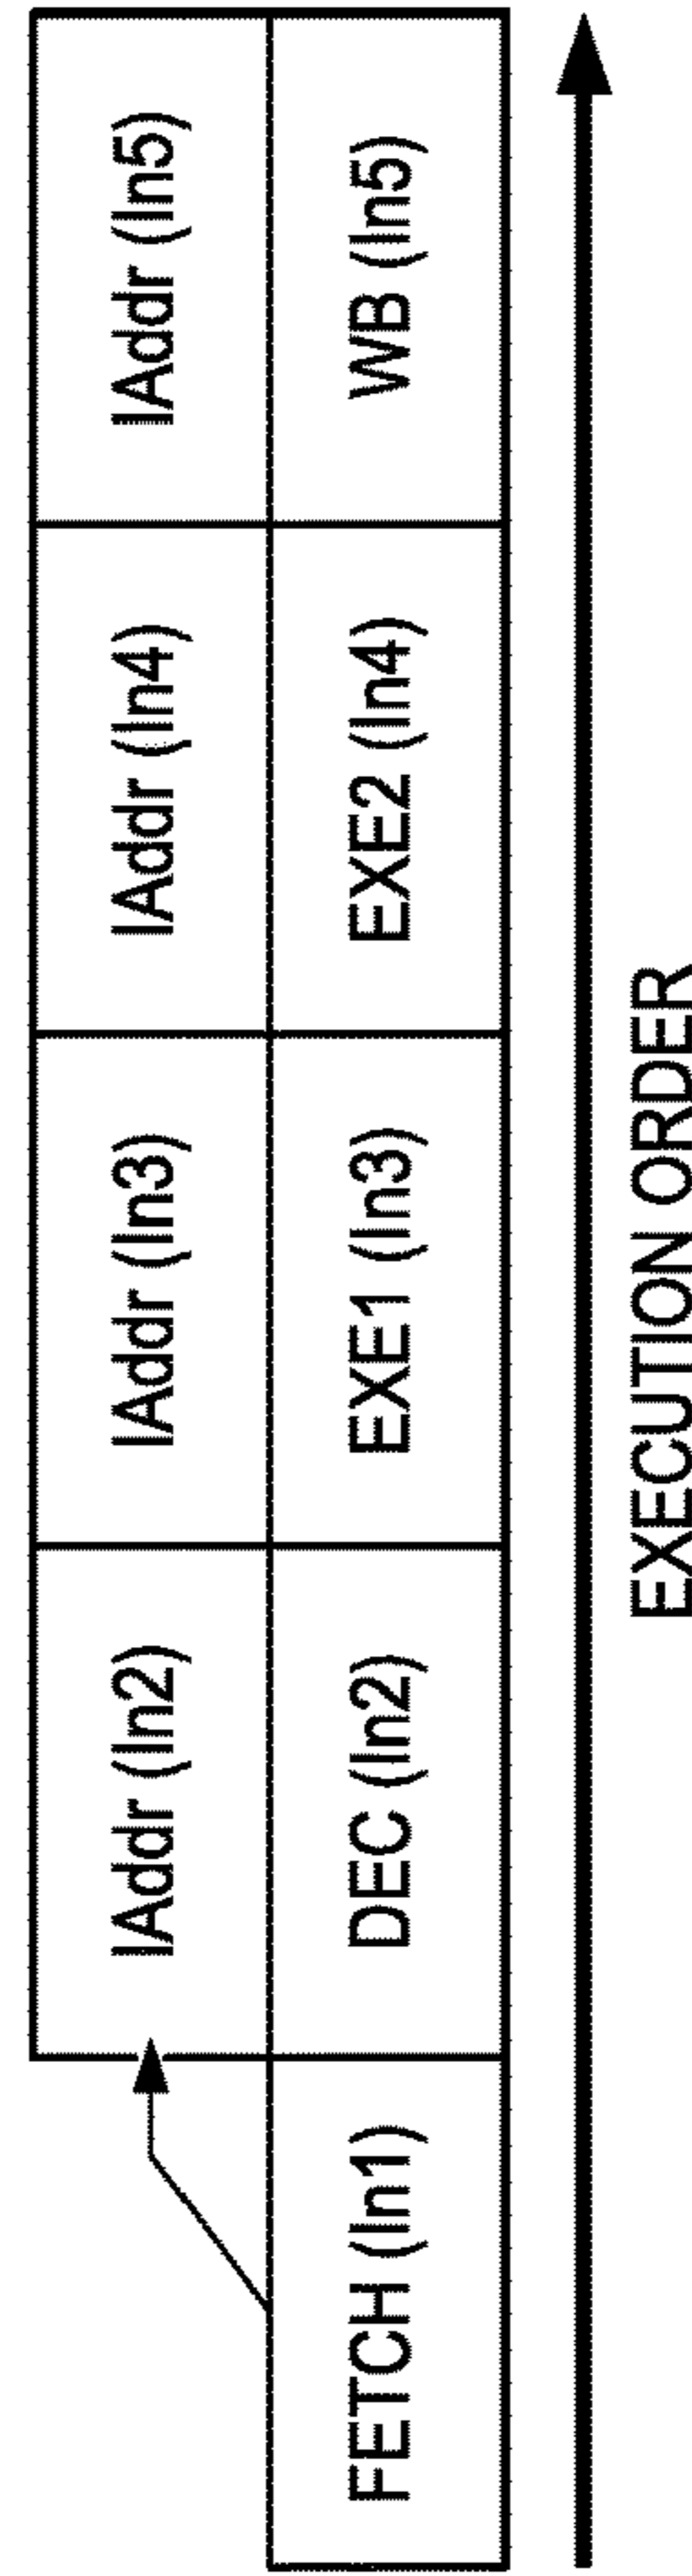 IAddr (In2)
IAddr (In3)
IAddr (In4)
IAddr (In5)
FETCH (In1)
DEC (In2)
EXE1 (In3)
EXE2 (In4)
WB (In5)
EXECUTION ORDER